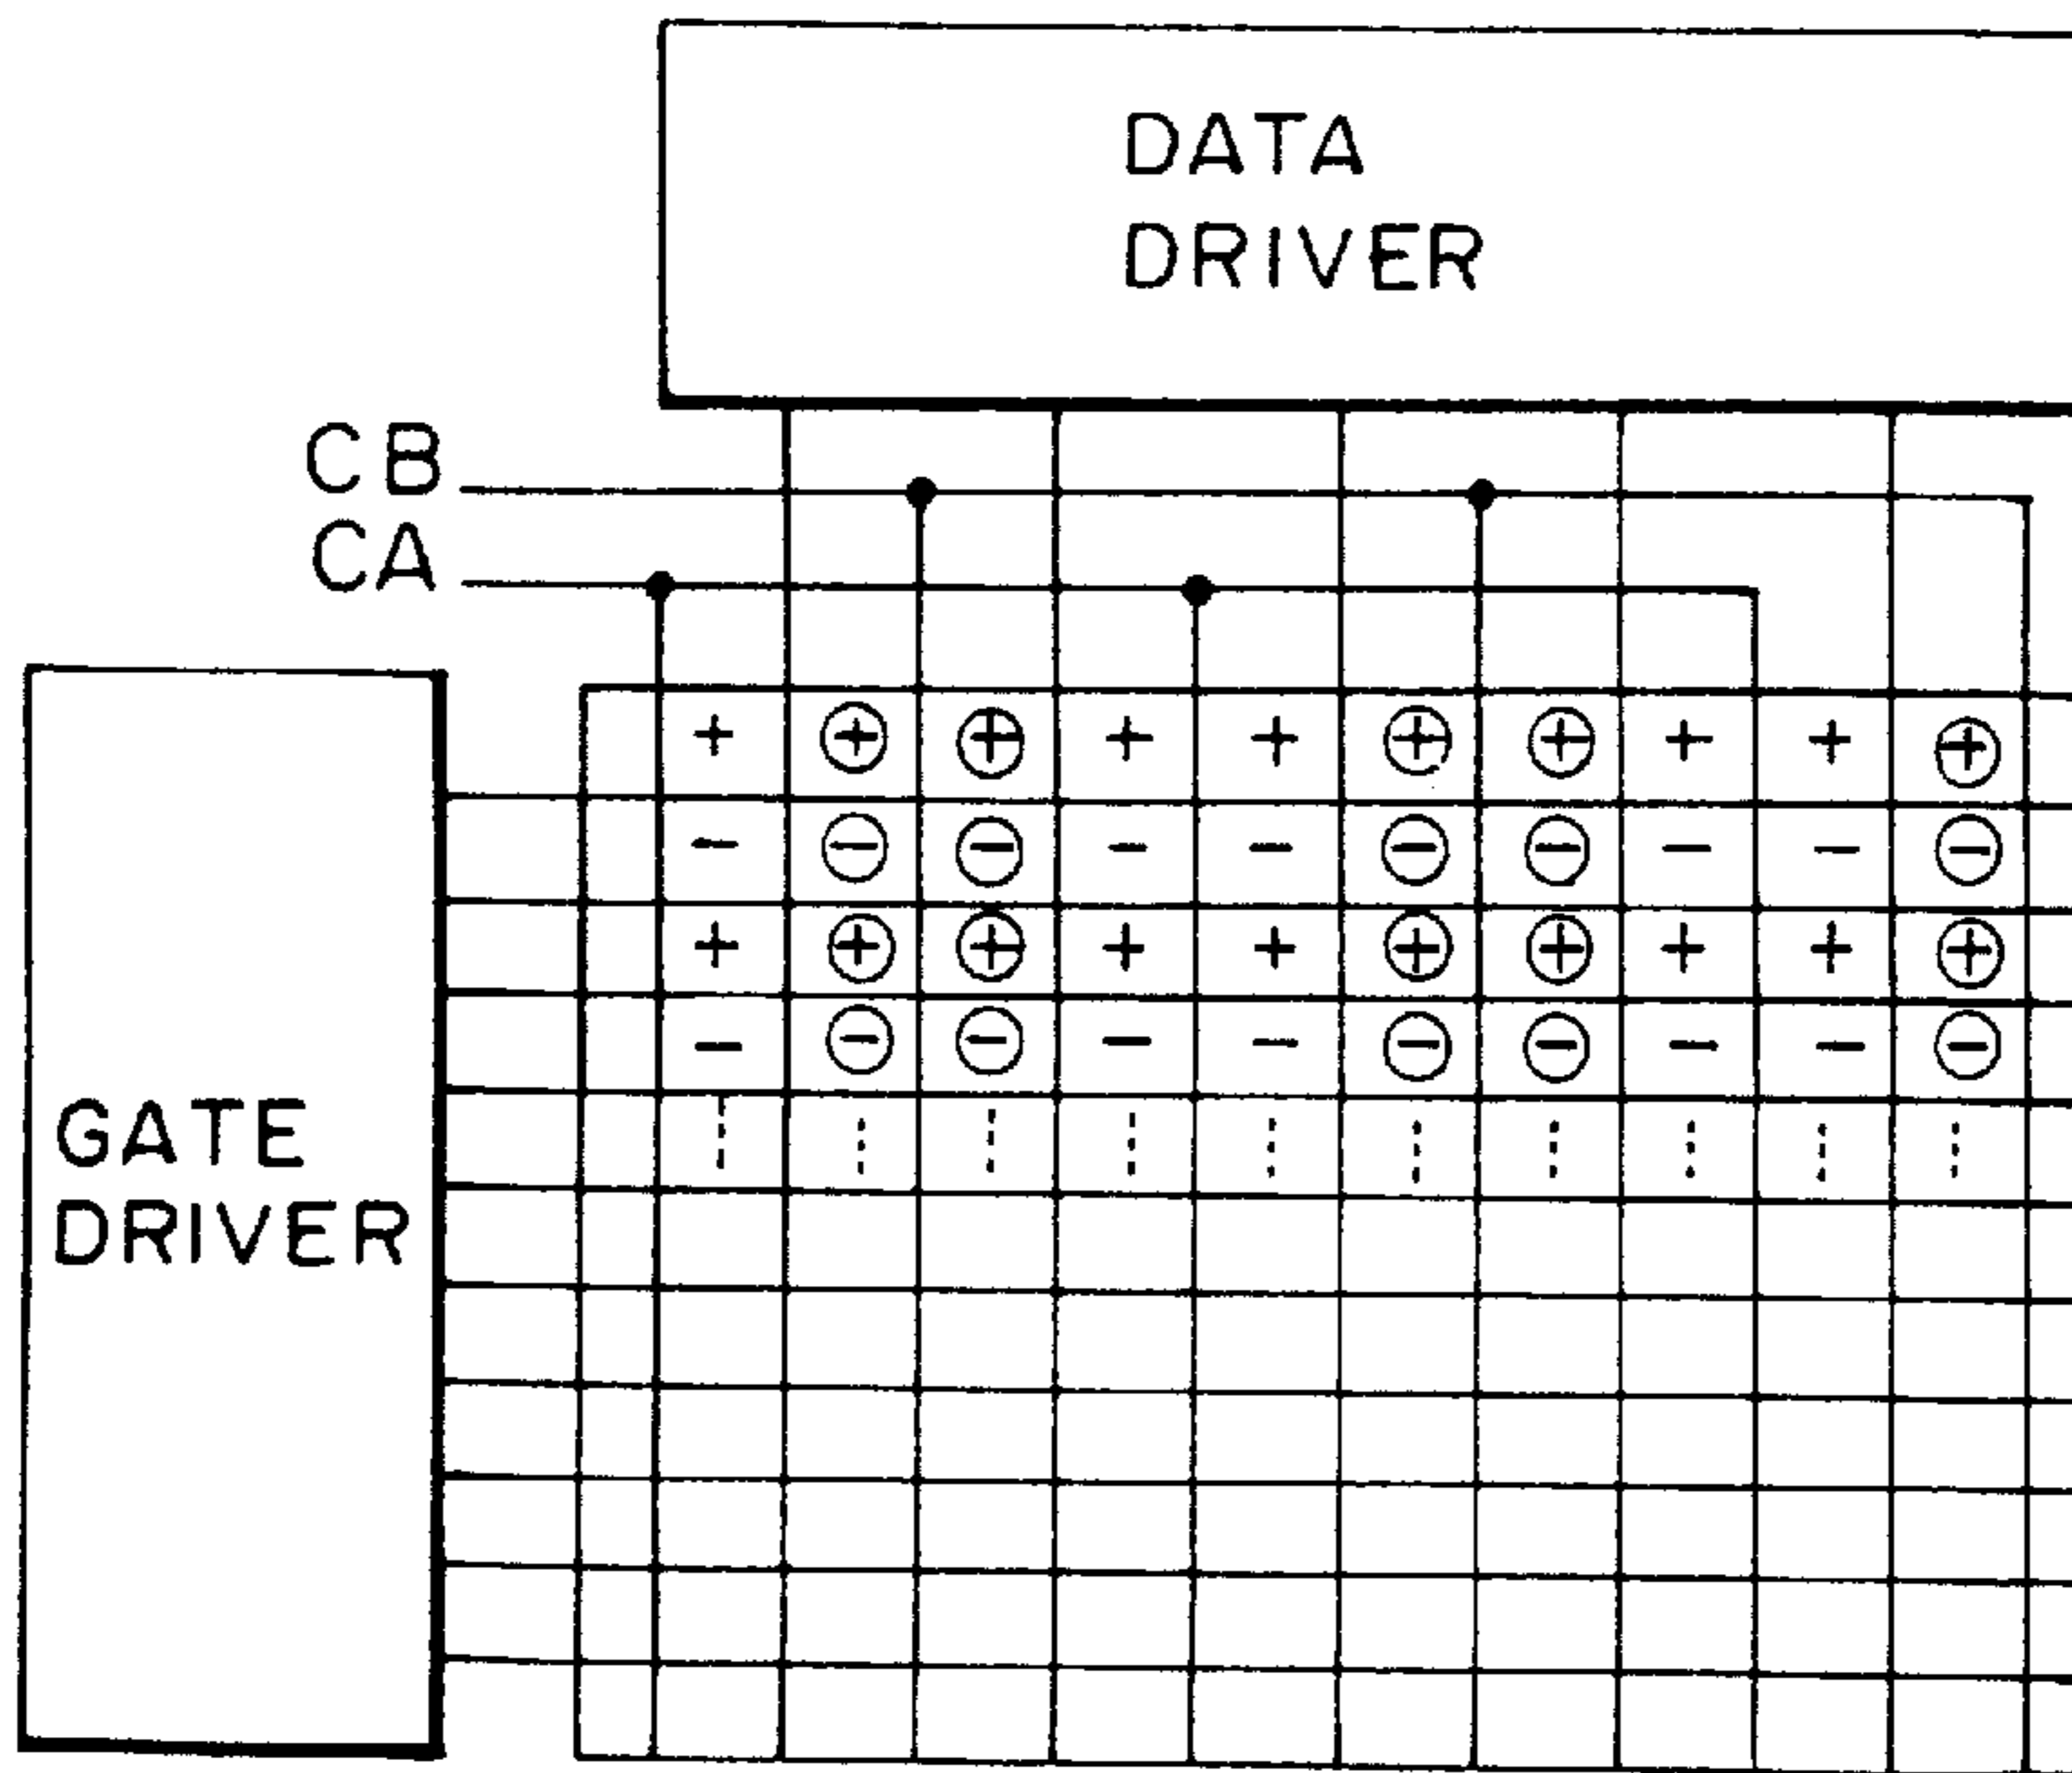 DATA
DRIVER
CB
CA
+ ⊕ ⊕ + + ⊕ ⊕ + + ⊕
− ⊖ ⊖ − − ⊖ ⊖ − − ⊖
+ ⊕ ⊕ + + ⊕ ⊕ + + ⊕
− ⊖ ⊖ − − ⊖ ⊖ − − ⊖
GATE
DRIVER